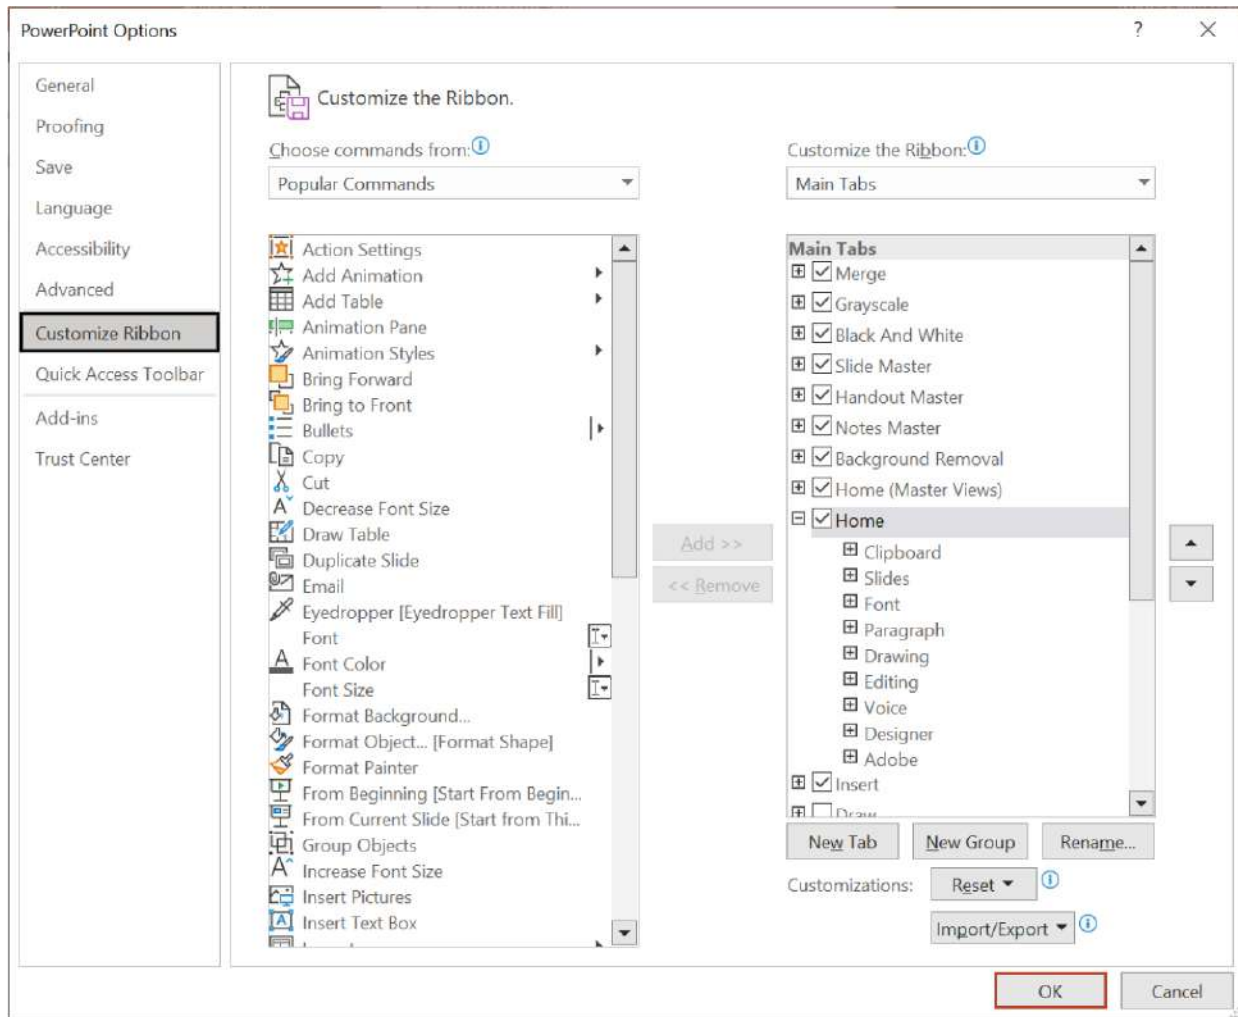 PowerPoint Options
?
General
Proofing
Save
Language
Accessibility
Advanced
Customize Ribbon
Quick Access Toolbar
Add-ins
Trust Center
Customize the Ribbon.
Choose commands from:
Popular Commands
Action Settings
Add Animation
Add Table
Animation Pane
Animation Styles
Bring Forward
Bring to Front
Bullets
Copy
Cut
Decrease Font Size
Draw Table
Duplicate Slide
Email
Eyedropper [Eyedropper Text Fill]
Font
Font Color
Font Size
Format Background...
Format Object... [Format Shape]
Format Painter
From Beginning [Start From Begin...
From Current Slide [Start from Thi...
Group Objects
Increase Font Size
Insert Pictures
Insert Text Box
Add >>
<< Remove
Customize the Ribbon:
Main Tabs
Main Tabs
Merge
Grayscale
Black And White
Slide Master
Handout Master
Notes Master
Background Removal
Home (Master Views)
Home
Clipboard
Slides
Font
Paragraph
Drawing
Editing
Voice
Designer
Adobe
Insert
Draw
New Tab New Group Rename...
Customizations: Reset
Import/Export
OK Cancel